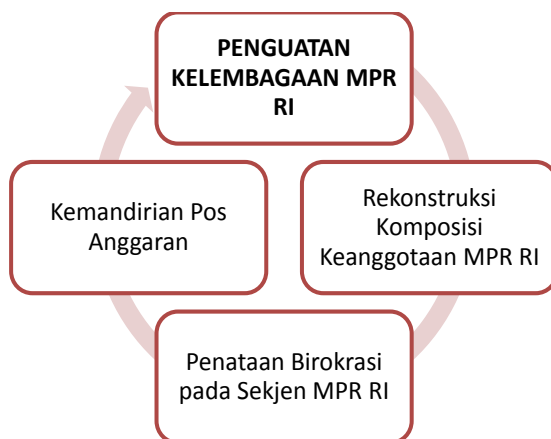 PENGUATAN
KELEMBAGAAN MPR
RI
Rekonstruksi
Komposisi
Keanggotaan MPR RI
Penataan Birokrasi
pada Sekjen MPR RI
Kemandirian Pos
Anggaran